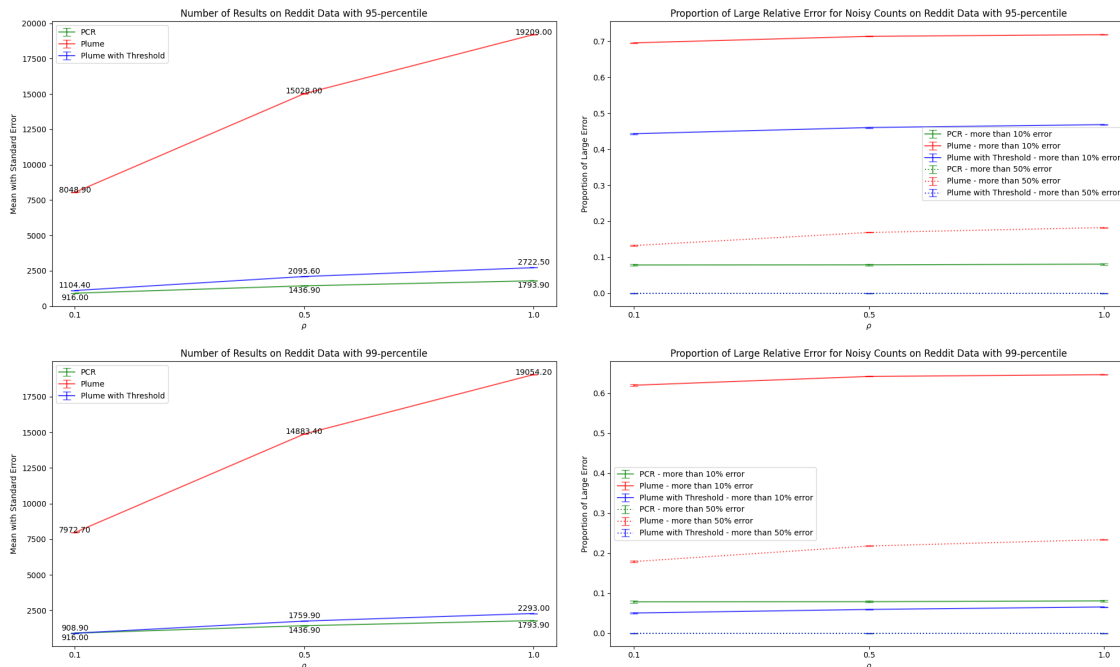 Number of Results on Reddit Data with 95-percentile
20000
17500
15000
12500
10000
7500
5000
2500
0
Mean with Standard Error
PCR
Plume
Plume with Threshold
8048.90
15028.00
19209.00
1104.40
2095.60
2722.50
916.00
1436.90
1793.90
0.1
0.5
1.0
ρ
Proportion of Large Relative Error for Noisy Counts on Reddit Data with 95-percentile
0.7
0.6
0.5
0.4
0.3
0.2
0.1
0.0
Proportion of Large Error
PCR - more than 10% error
Plume - more than 10% error
Plume with Threshold - more than 10% error
PCR - more than 50% error
Plume - more than 50% error
Plume with Threshold - more than 50% error
0.1
0.5
1.0
ρ
Number of Results on Reddit Data with 99-percentile
17500
15000
12500
10000
7500
5000
2500
Mean with Standard Error
PCR
Plume
Plume with Threshold
7972.70
14883.40
19054.20
908.90
1759.90
2293.00
916.00
1436.90
1793.90
0.1
0.5
1.0
ρ
Proportion of Large Relative Error for Noisy Counts on Reddit Data with 99-percentile
0.6
0.5
0.4
0.3
0.2
0.1
0.0
Proportion of Large Error
PCR - more than 10% error
Plume - more than 10% error
Plume with Threshold - more than 10% error
PCR - more than 50% error
Plume - more than 50% error
Plume with Threshold - more than 50% error
0.1
0.5
1.0
ρ